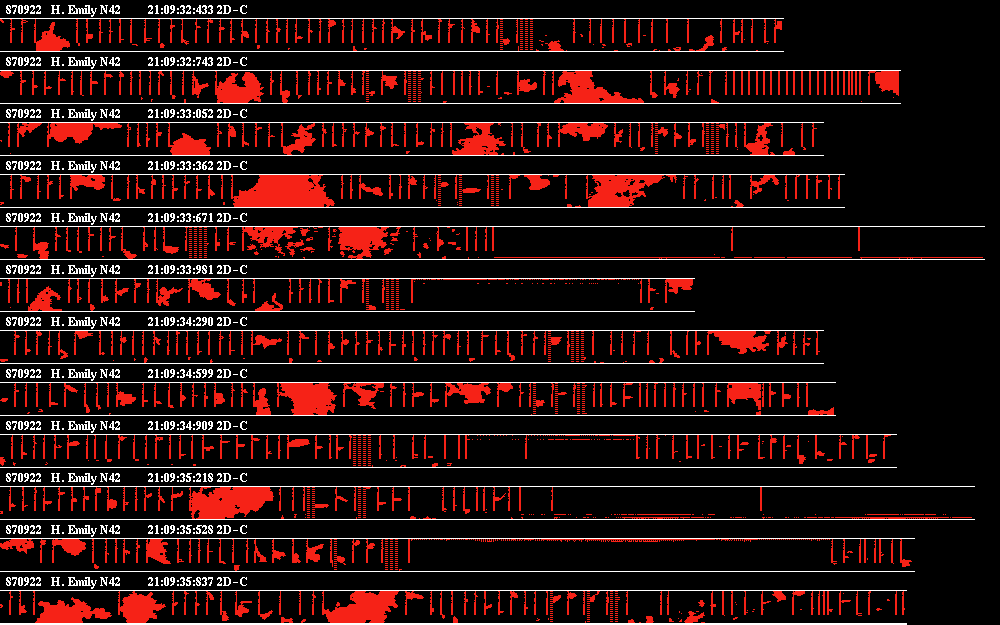 870922 H. Emily N42 21:09:32:433 2D-C
870922 H. Emily N42 21:09:32:743 2D-C
870922 H. Emily N42 21:09:33:052 2D-C
870922 H. Emily N42 21:09:33:362 2D-C
870922 H. Emily N42 21:09:33:671 2D-C
870922 H. Emily N42 21:09:33:981 2D-C
870922 H. Emily N42 21:09:34:290 2D-C
870922 H. Emily N42 21:09:34:599 2D-C
870922 H. Emily N42 21:09:34:909 2D-C
870922 H. Emily N42 21:09:35:218 2D-C
870922 H. Emily N42 21:09:35:528 2D-C
870922 H. Emily N42 21:09:35:837 2D-C